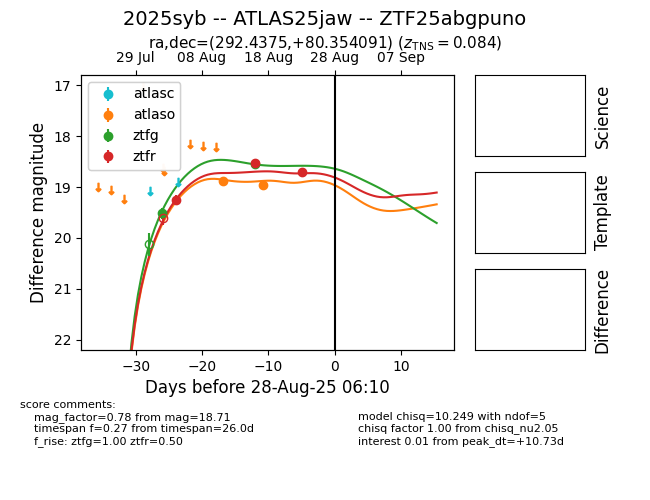 2025syb -- ATLAS25jaw -- ZTF25abgpuno
ra,dec=(292.4375,+80.354091) (zTNS = 0.084)
29 Jul 08 Aug 18 Aug 28 Aug 07 Sep
atlasc
atlaso
ztfg
ztfr
17
18
19
20
21
22
Difference magnitude
−30 −20 −10 0 10
Days before 28-Aug-25 06:10
Science
Template
Difference
score comments:
mag_factor=0.78 from mag=18.71
timespan f=0.27 from timespan=26.0d
f_rise: ztfg=1.00 ztfr=0.50
model chisq=10.249 with ndof=5
chisq factor 1.00 from chisq_nu2.05
interest 0.01 from peak_dt=+10.73d